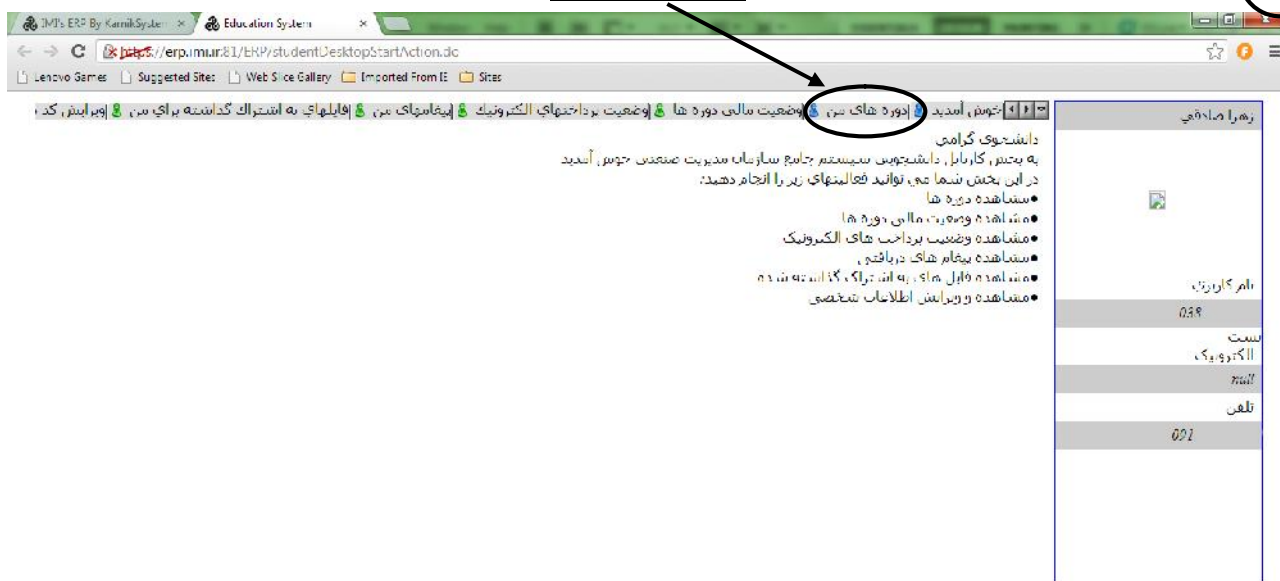 IMI's ERP By KarnikSystem
Education System
https://erp.imi.ir:81/ERP/studentDesktopStartAction.do
Lenovo Games Suggested Sites Web Slice Gallery Imported From IE Sites
خوش آمدید دوره های من وضعیت مالی دوره ها وضعیت پرداختهای الکترونیك پیغامهای من فایلهای به اشتراك گذاشته برای من ویرایش کد
زهرا صادقي
دانشجوی گرامی
به بخش کارتابل دانشجویی سیستم جامع سازمان مدیریت صنعتی خوش آمدید
در این بخش شما می توانید فعالیتهای زیر را انجام دهید:
●مشاهده دوره ها
●مشاهده وضعیت مالی دوره ها
●مشاهده وضعیت پرداخت های الکترونیک
●مشاهده پیغام های دریافتی
●مشاهده فایل های به اشتراک گذاشته شده
●مشاهده و ویرایش اطلاعات شخصی
نام کاربری
038
پست
الکترونیک
null
تلفن
091